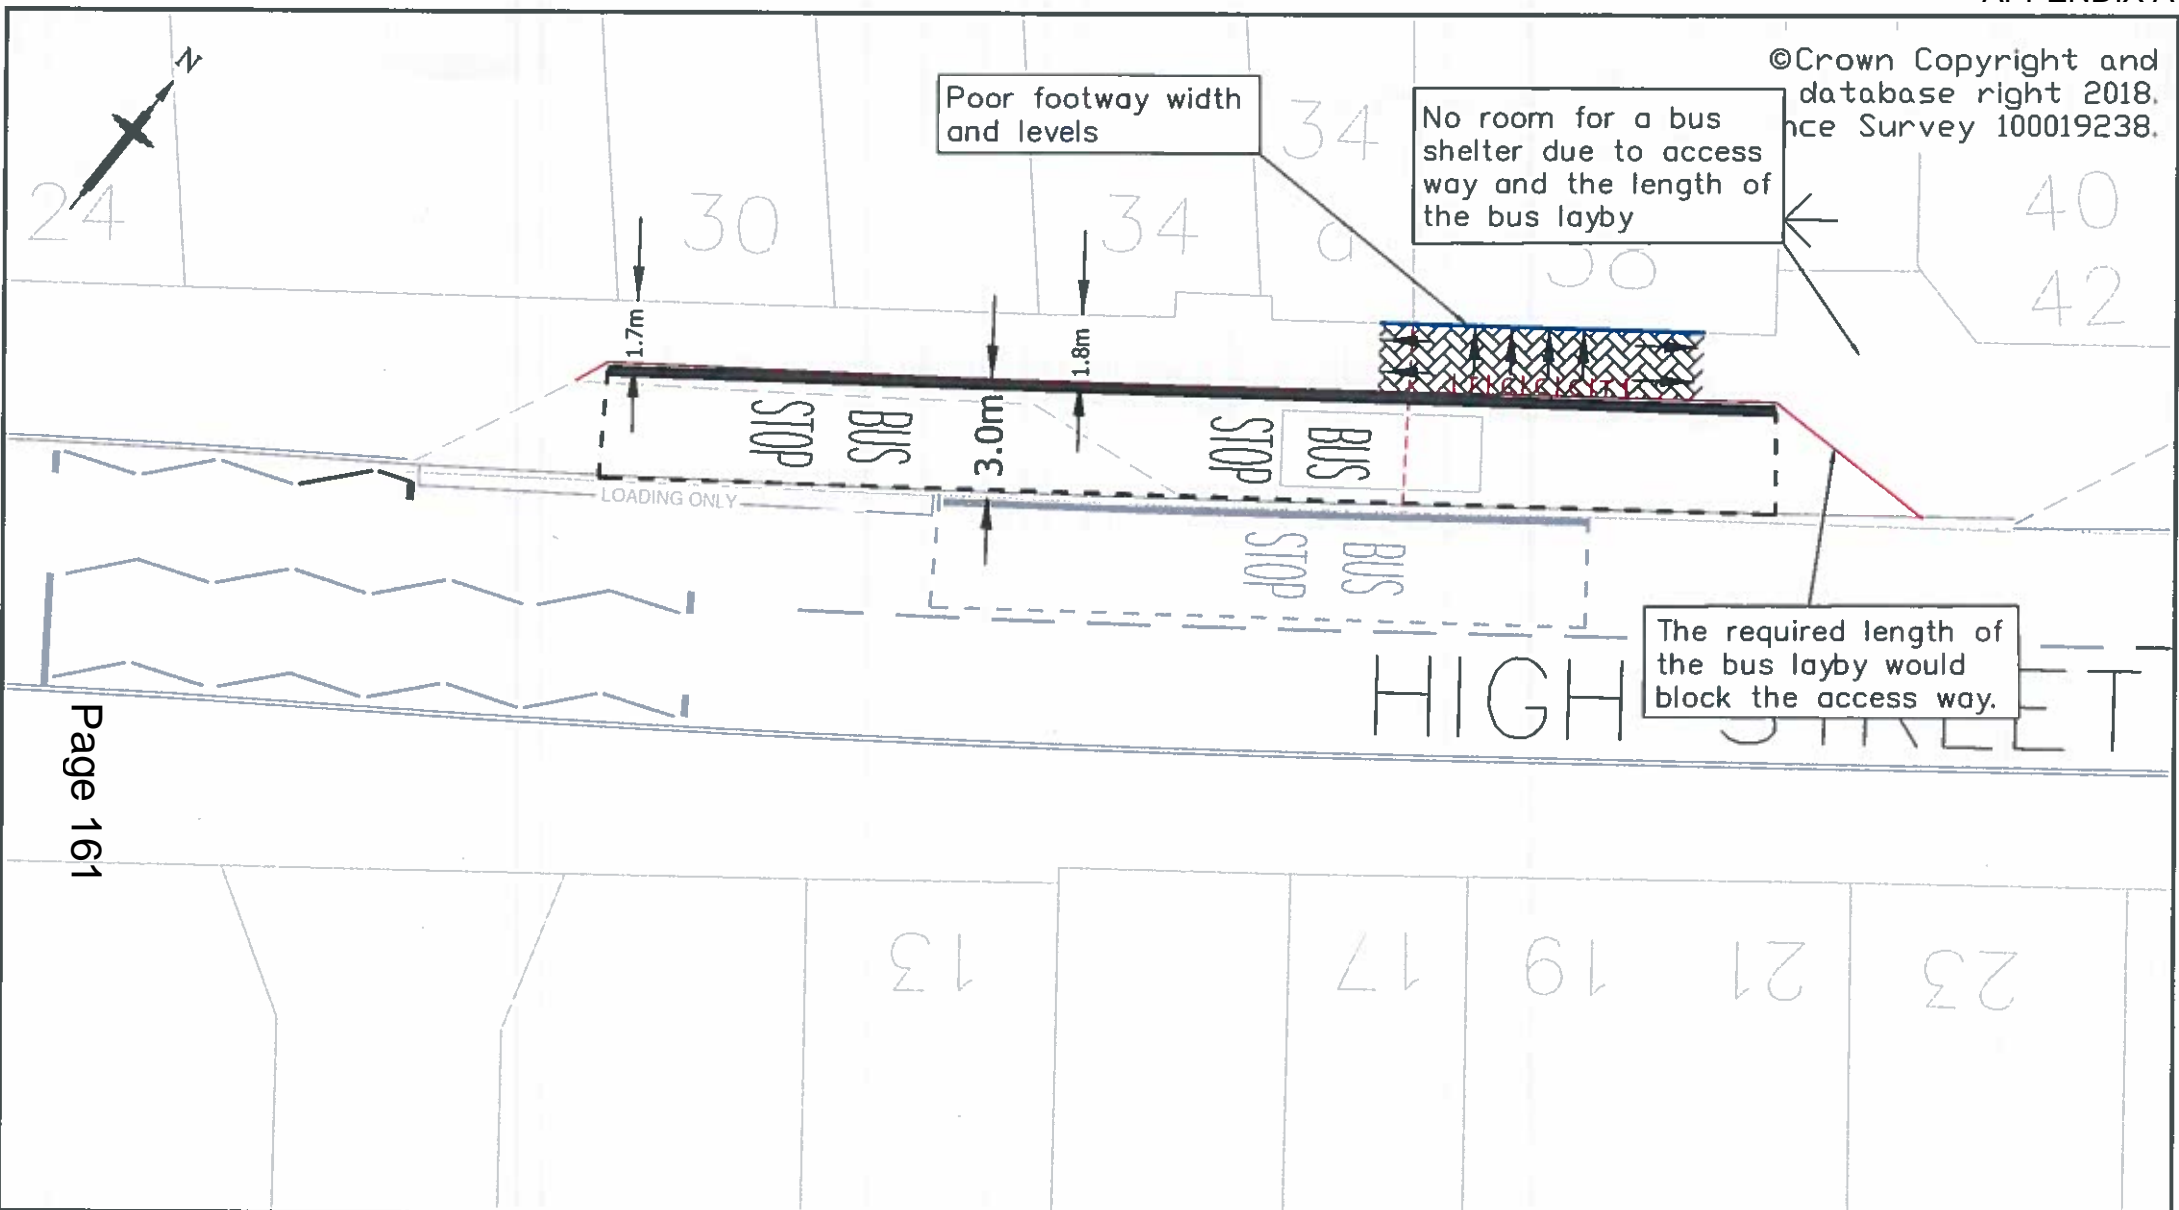 ©Crown Copyright and
database right 2018.
Survey 100019238.
N
Poor footway width
and levels
No room for a bus
shelter due to access
way and the length of
the bus layby
24
30
34
34
a
40
42
1.7m
1.8m
3.0m
BUS
STOP
BUS
STOP
LOADING ONLY
BUS
STOP
The required length of
the bus layby would
block the access way.
HIGH STREET
Page 161
13
17
19
21
23